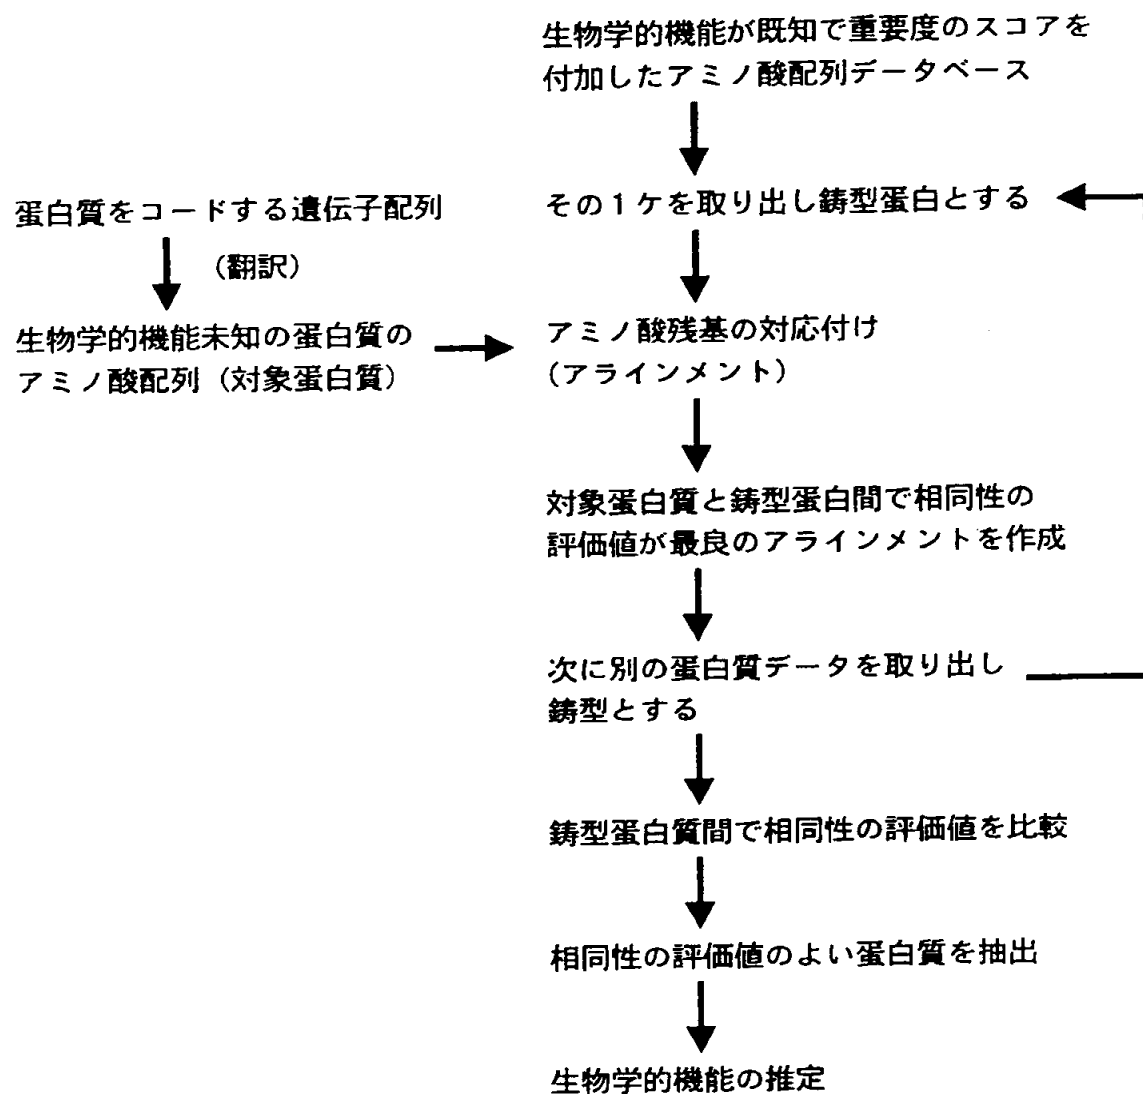 生物学的機能が既知で重要度のスコアを
付加したアミノ酸配列データベース
その1ケを取り出し鋳型蛋白とする
蛋白質をコードする遺伝子配列
(翻訳)
生物学的機能未知の蛋白質の
アミノ酸配列(対象蛋白質)
アミノ酸残基の対応付け
(アラインメント)
対象蛋白質と鋳型蛋白間で相同性の
評価値が最良のアラインメントを作成
次に別の蛋白質データを取り出し
鋳型とする
鋳型蛋白質間で相同性の評価値を比較
相同性の評価値のよい蛋白質を抽出
生物学的機能の推定